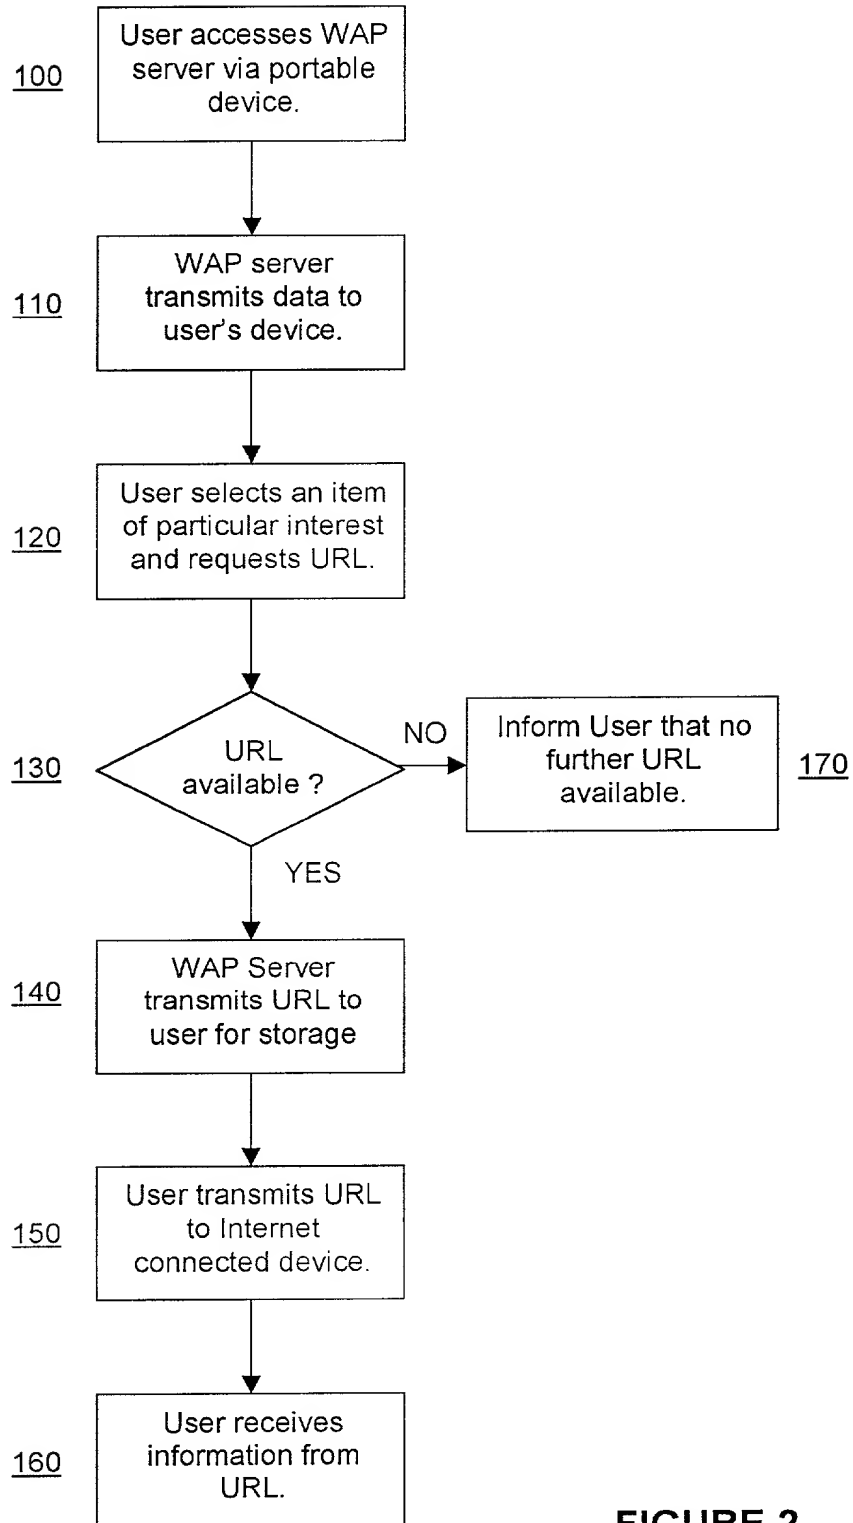 User accesses WAP
server via portable
device.
100
WAP server
transmits data to
user's device.
110
User selects an item
of particular interest
and requests URL.
120
URL
available ?
130
NO
Inform User that no
further URL
available.
170
YES
WAP Server
transmits URL to
user for storage
140
User transmits URL
to Internet
connected device.
150
User receives
information from
URL.
160
FIGURE 2